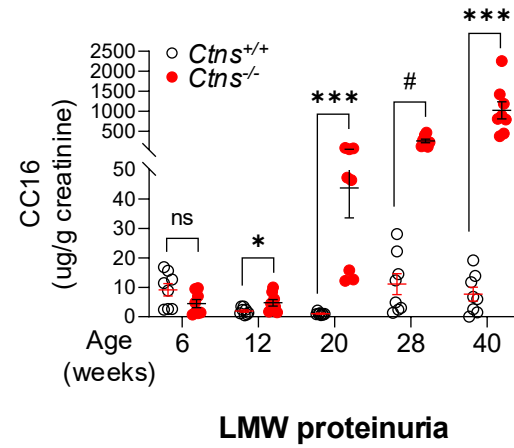 ***
2500
2000
1500
1000
500
50
40
30
20
10
0
Ctns+/+
Ctns-/-
***
#
ns
*
CC16
(ug/g creatinine)
Age
(weeks)
6 12 20 28 40
LMW proteinuria